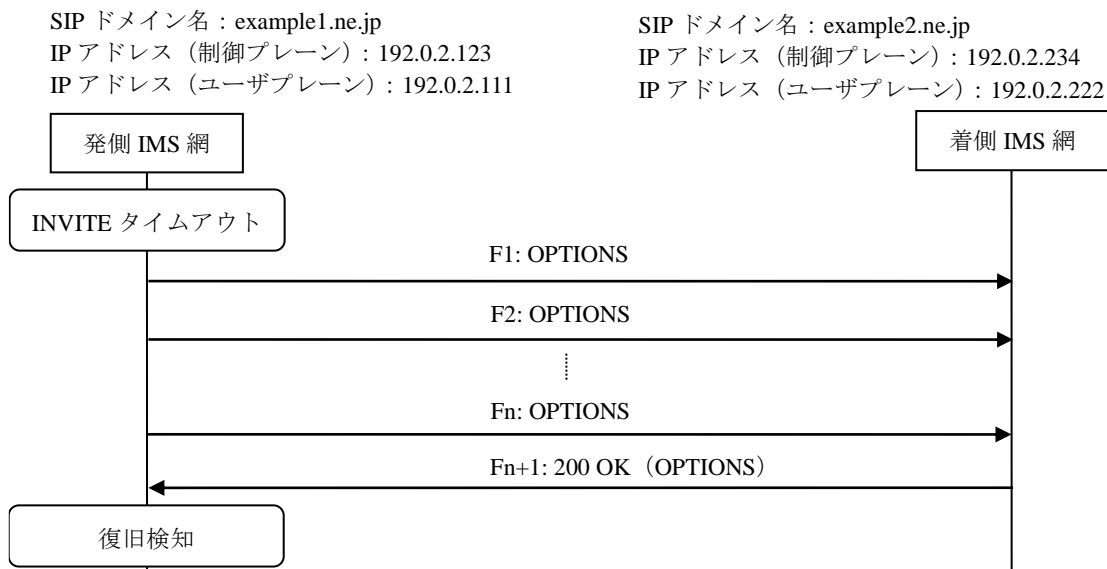 SIP ドメイン名：example1.ne.jp
IP アドレス（制御プレーン）: 192.0.2.123
IP アドレス（ユーザプレーン）: 192.0.2.111
SIP ドメイン名：example2.ne.jp
IP アドレス（制御プレーン）: 192.0.2.234
IP アドレス（ユーザプレーン）: 192.0.2.222
発側 IMS 網
着側 IMS 網
INVITE タイムアウト
F1: OPTIONS
F2: OPTIONS
Fn: OPTIONS
Fn+1: 200 OK（OPTIONS）
復旧検知